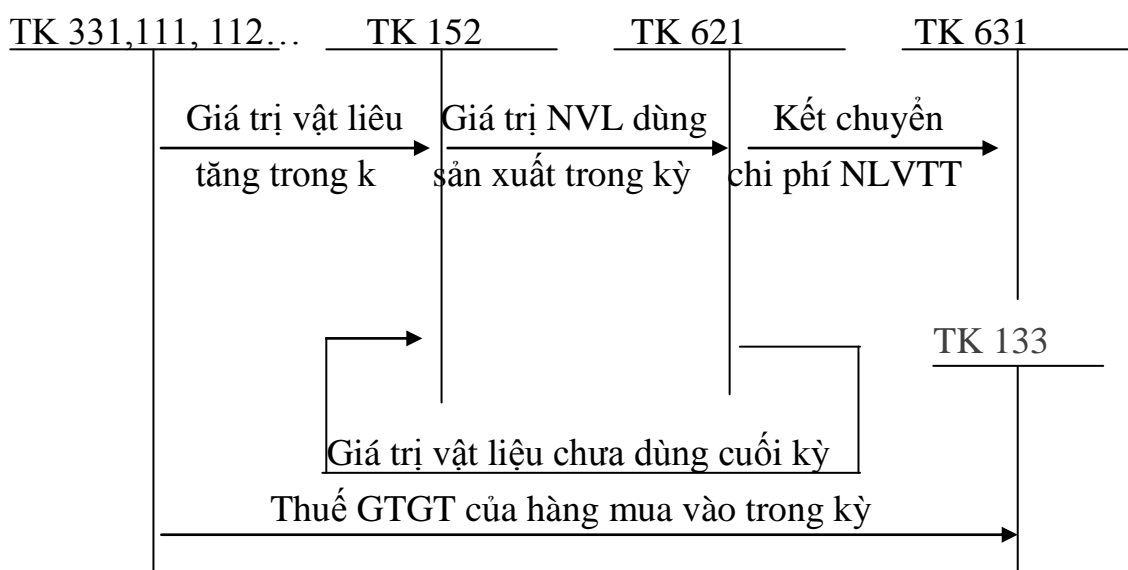 TK 331,111, 112… TK 152 TK 621 TK 631
Giá trị vật liêu Giá trị NVL dùng Kết chuyển
tăng trong k sản xuất trong kỳ chi phí NLVTT
TK 133
Giá trị vật liệu chưa dùng cuối kỳ
Thuế GTGT của hàng mua vào trong kỳ